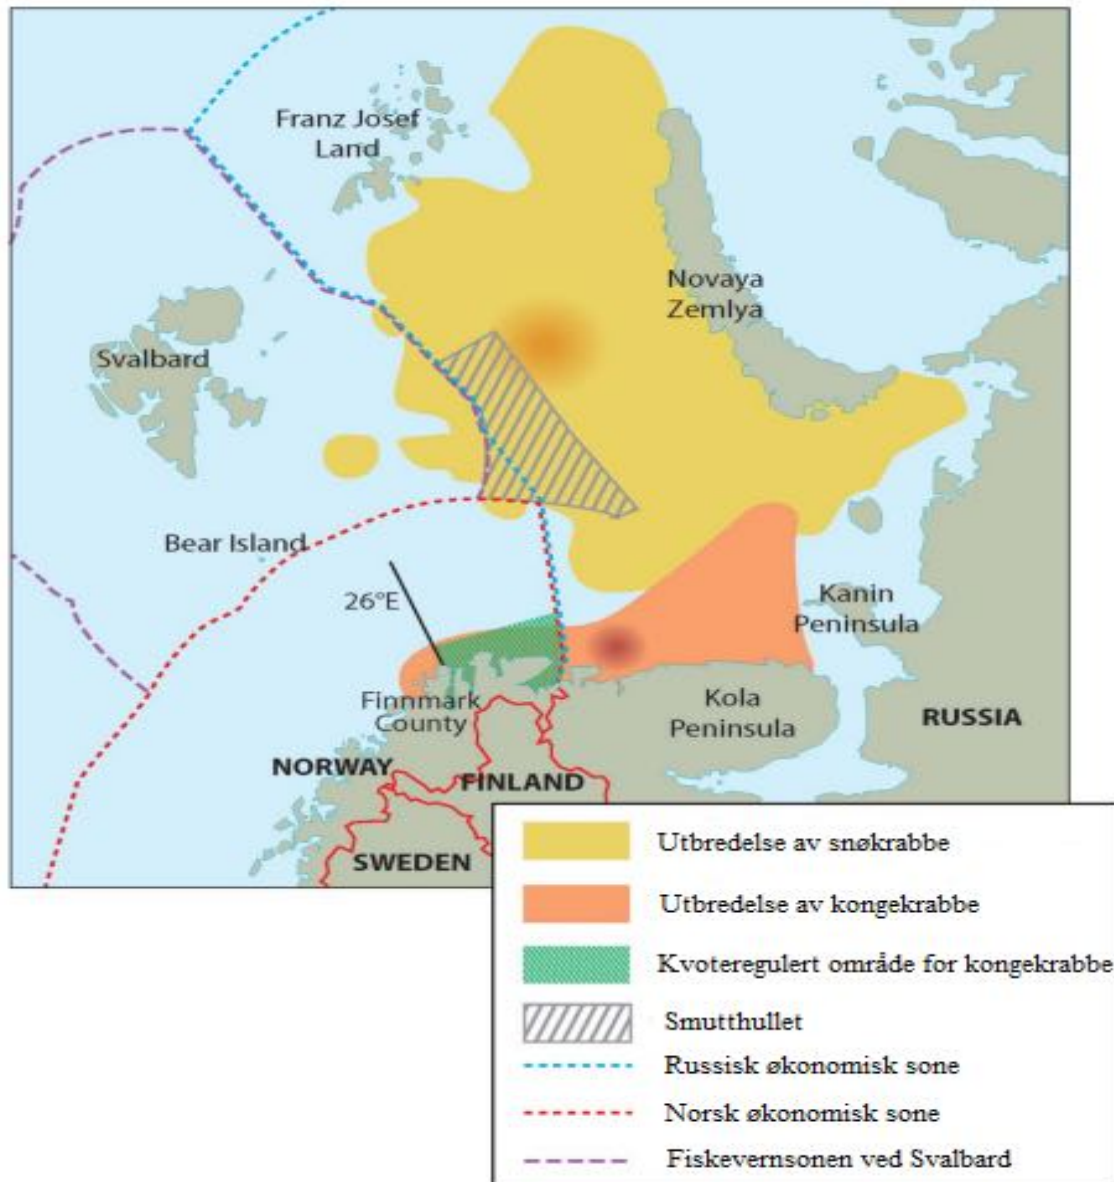 Franz Josef
Land
Novaya
Zemlya
Svalbard
Bear Island
26°E
Kanin
Peninsula
Finnmark
County
Kola
Peninsula
RUSSIA
NORWAY
FINLAND
SWEDEN
Utbredelse av snøkrabbe
Utbredelse av kongekrabbe
Kvoteregulert område for kongekrabbe
Smutthullet
Russisk økonomisk sone
Norsk økonomisk sone
Fiskevernsonen ved Svalbard